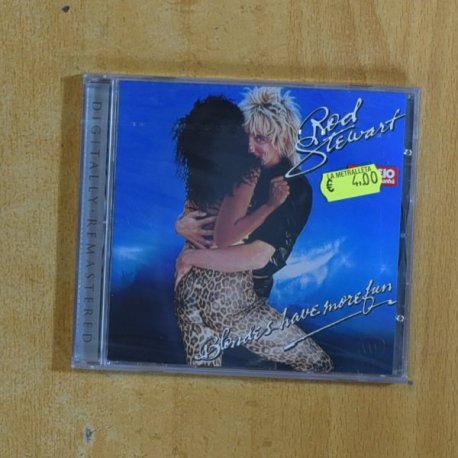 DIGITALLY REMASTERED
Rod
Stewart
LA METRALLETA
€ 4.00
Blondes have more fun